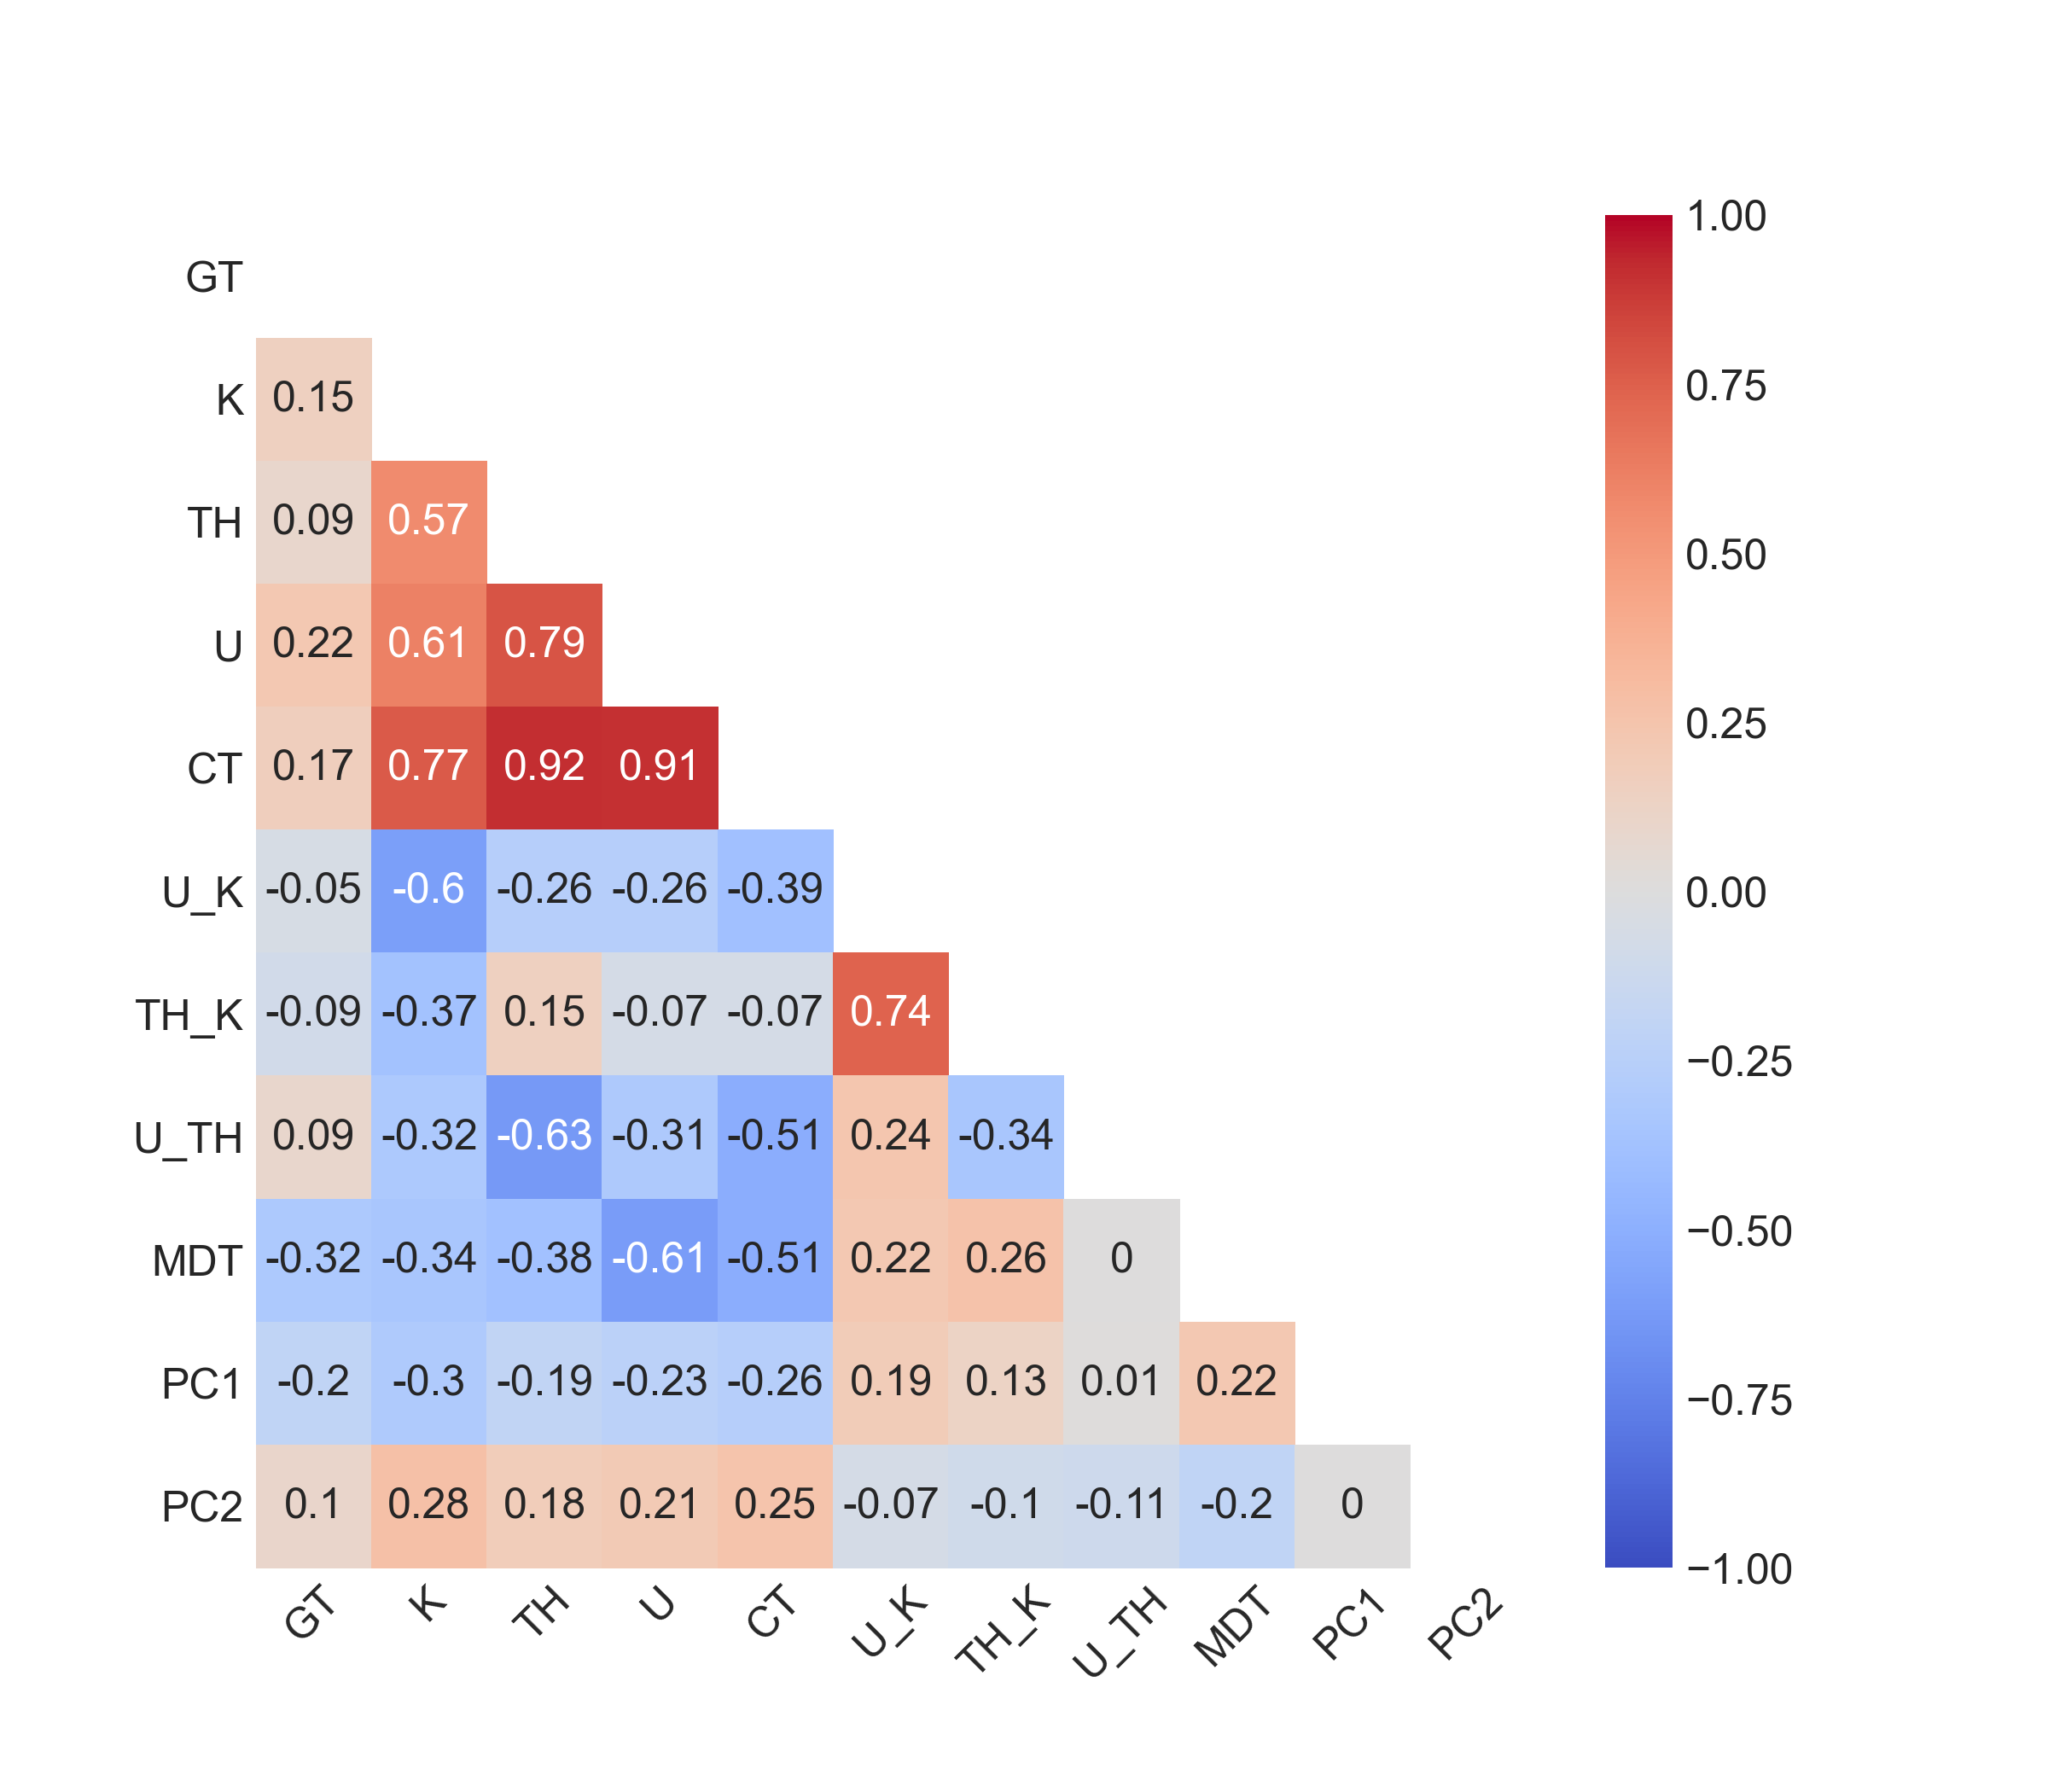 GT
K 0.15
TH 0.09 0.57
U 0.22 0.61 0.79
CT 0.17 0.77 0.92 0.91
U_K -0.05 -0.6 -0.26 -0.26 -0.39
TH_K -0.09 -0.37 0.15 -0.07 -0.07 0.74
U_TH 0.09 -0.32 -0.63 -0.31 -0.51 0.24 -0.34
MDT -0.32 -0.34 -0.38 -0.61 -0.51 0.22 0.26 0
PC1 -0.2 -0.3 -0.19 -0.23 -0.26 0.19 0.13 0.01 0.22
PC2 0.1 0.28 0.18 0.21 0.25 -0.07 -0.1 -0.11 -0.2 0
GT K TH U CT U_K TH_K U_TH MDT PC1 PC2
1.00
0.75
0.50
0.25
0.00
−0.25
−0.50
−0.75
−1.00